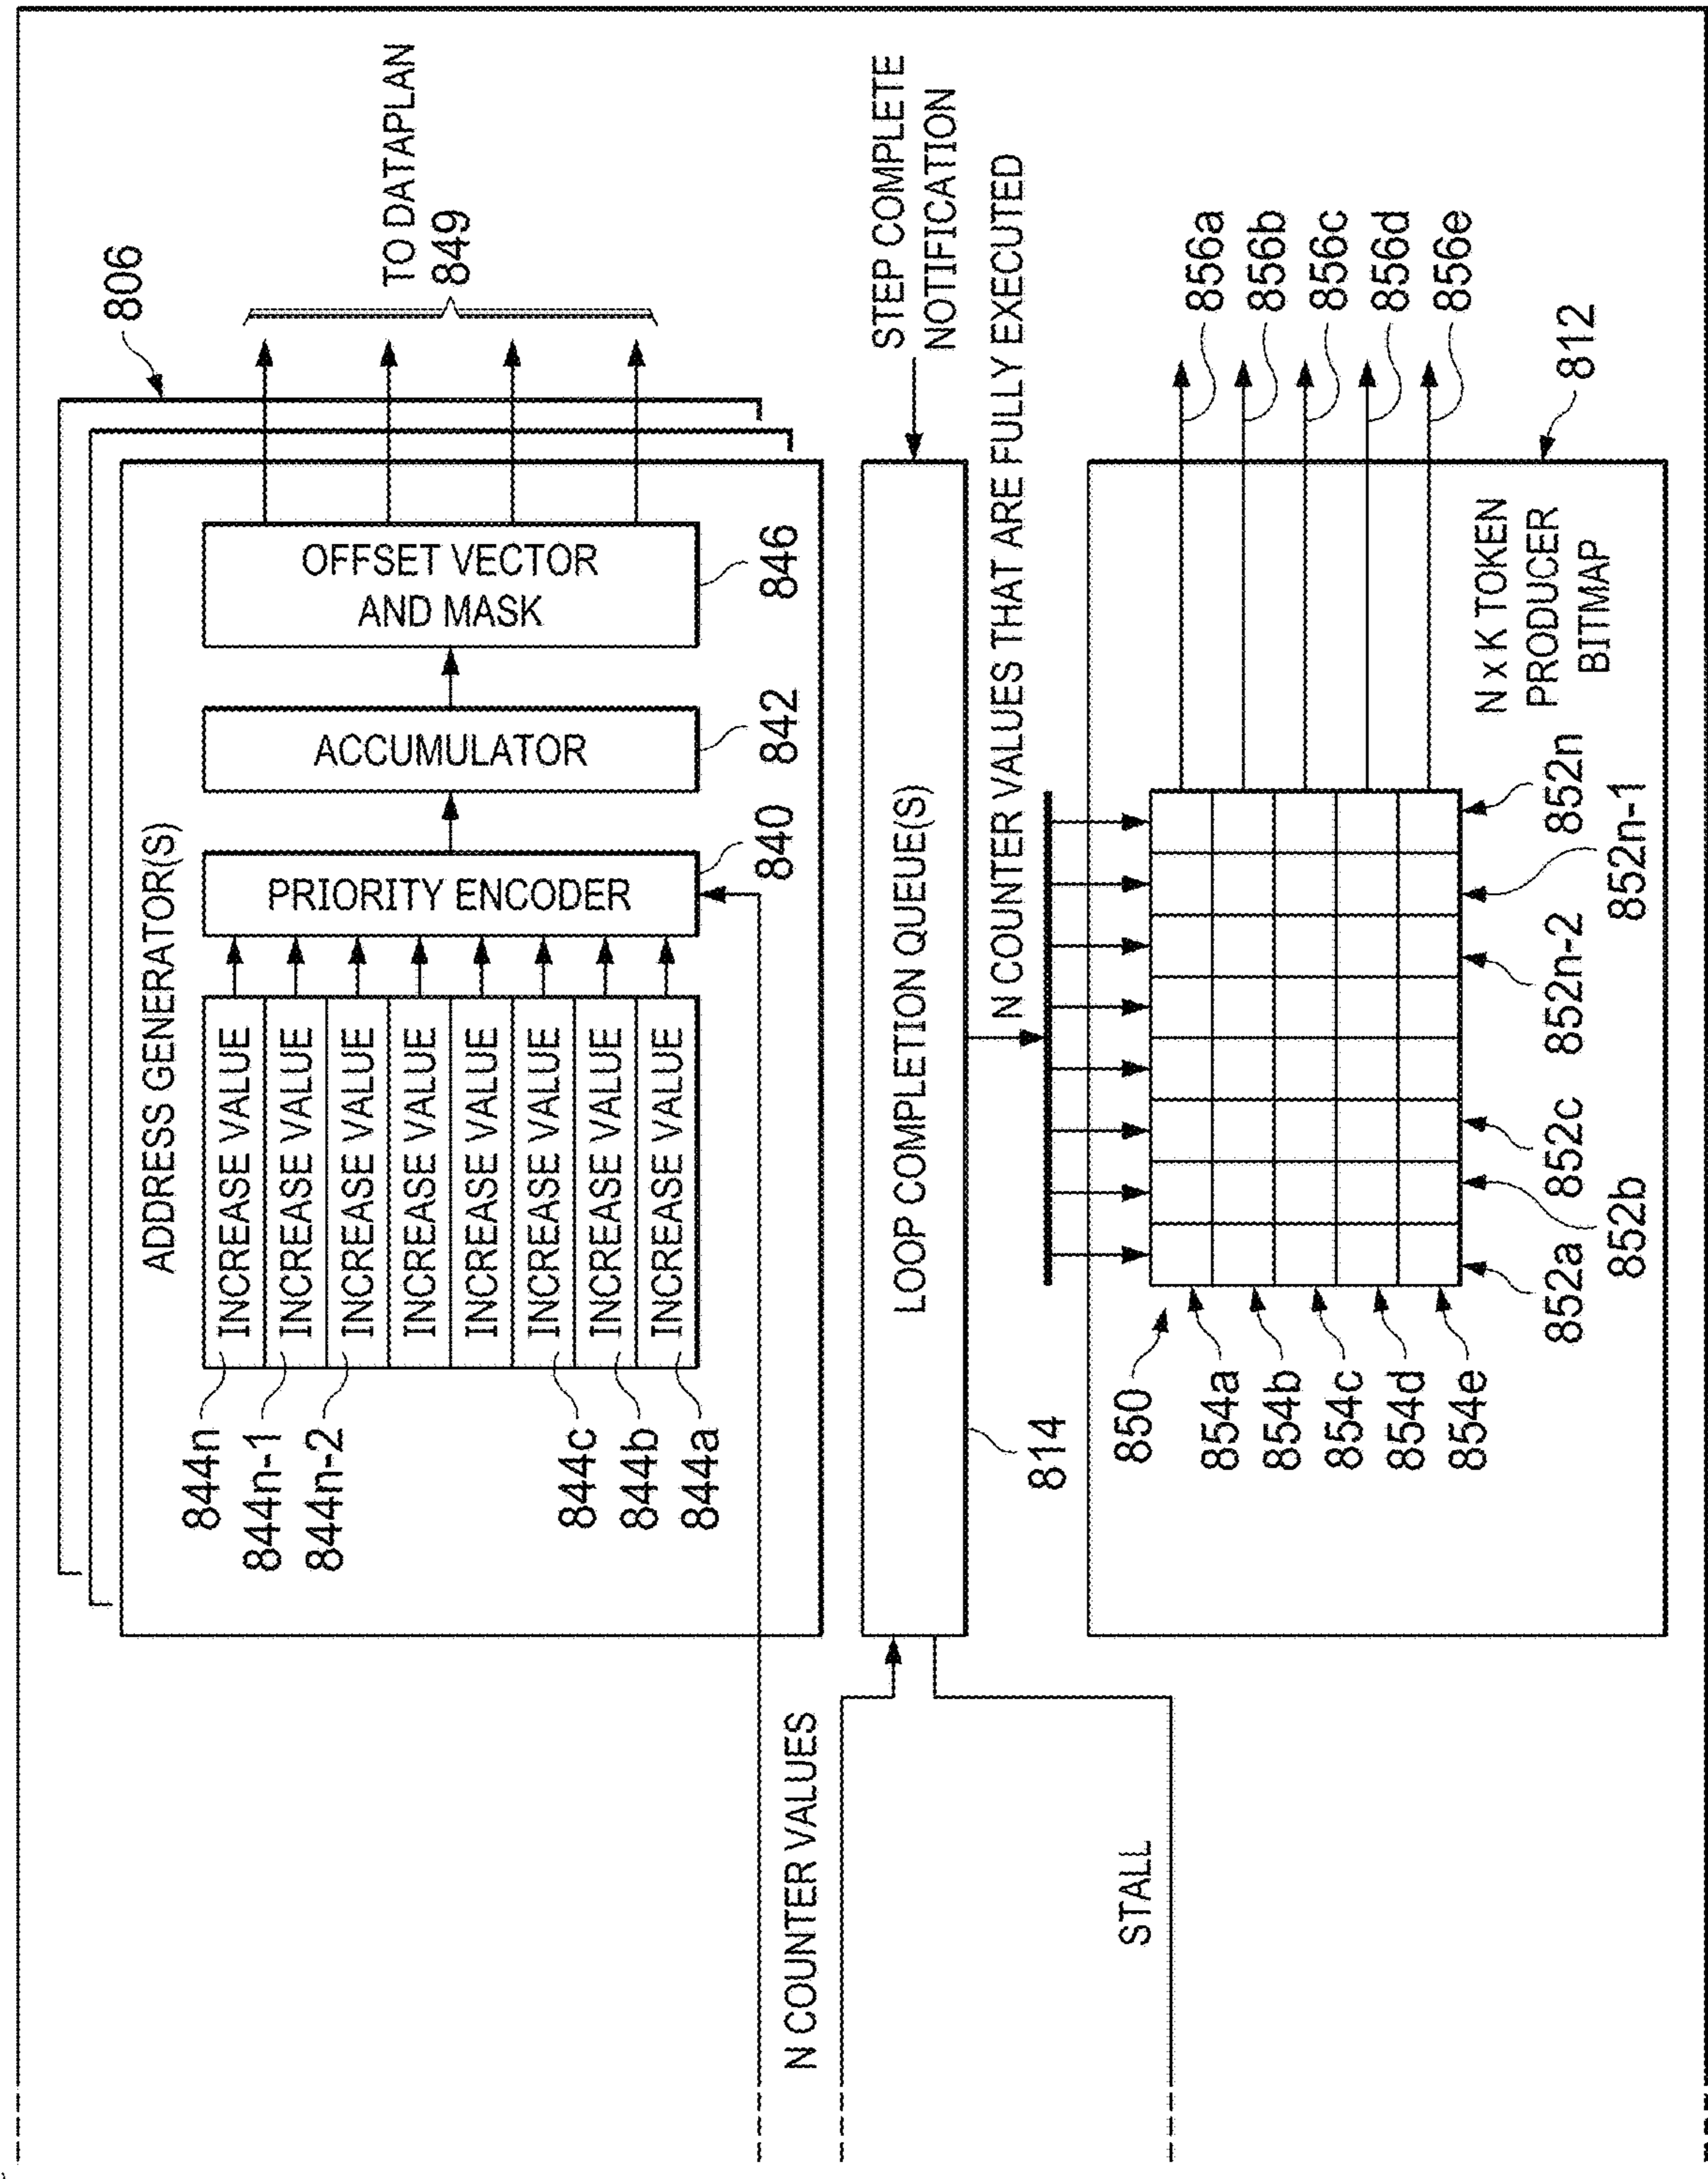 806
ADDRESS GENERATOR(S)
TO DATAPLAN
849
844n
INCREASE VALUE
844n-1
INCREASE VALUE
844n-2
INCREASE VALUE
INCREASE VALUE
INCREASE VALUE
844c
INCREASE VALUE
844b
INCREASE VALUE
844a
INCREASE VALUE
PRIORITY ENCODER
840
ACCUMULATOR
842
OFFSET VECTOR
AND MASK
846
N COUNTER VALUES
LOOP COMPLETION QUEUE(S)
814
STEP COMPLETE
NOTIFICATION
N COUNTER VALUES THAT ARE FULLY EXECUTED
STALL
850
854a
854b
854c
854d
854e
856a
856b
856c
856d
856e
852a
852b
852c
852n-2
852n-1
852n
N x K TOKEN
PRODUCER
BITMAP
812